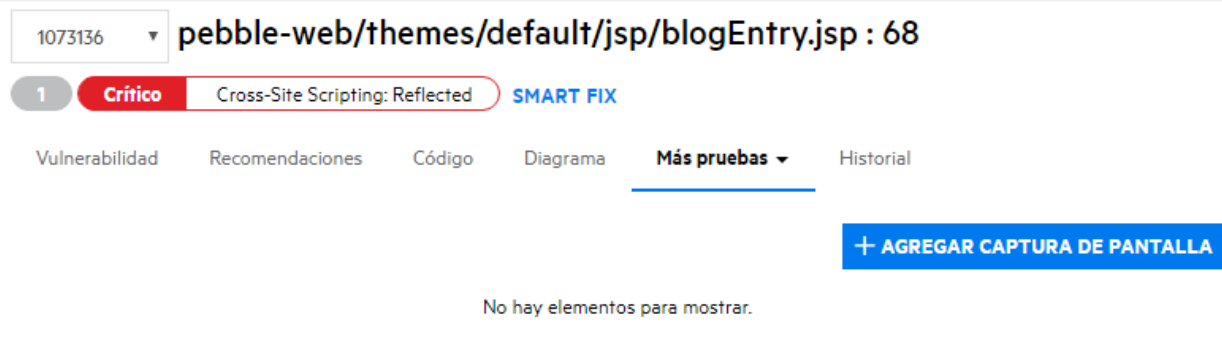 1073136 pebble-web/themes/default/jsp/blogEntry.jsp : 68
1 Crítico Cross-Site Scripting: Reflected SMART FIX
Vulnerabilidad Recomendaciones Código Diagrama Más pruebas Historial
+ AGREGAR CAPTURA DE PANTALLA
No hay elementos para mostrar.